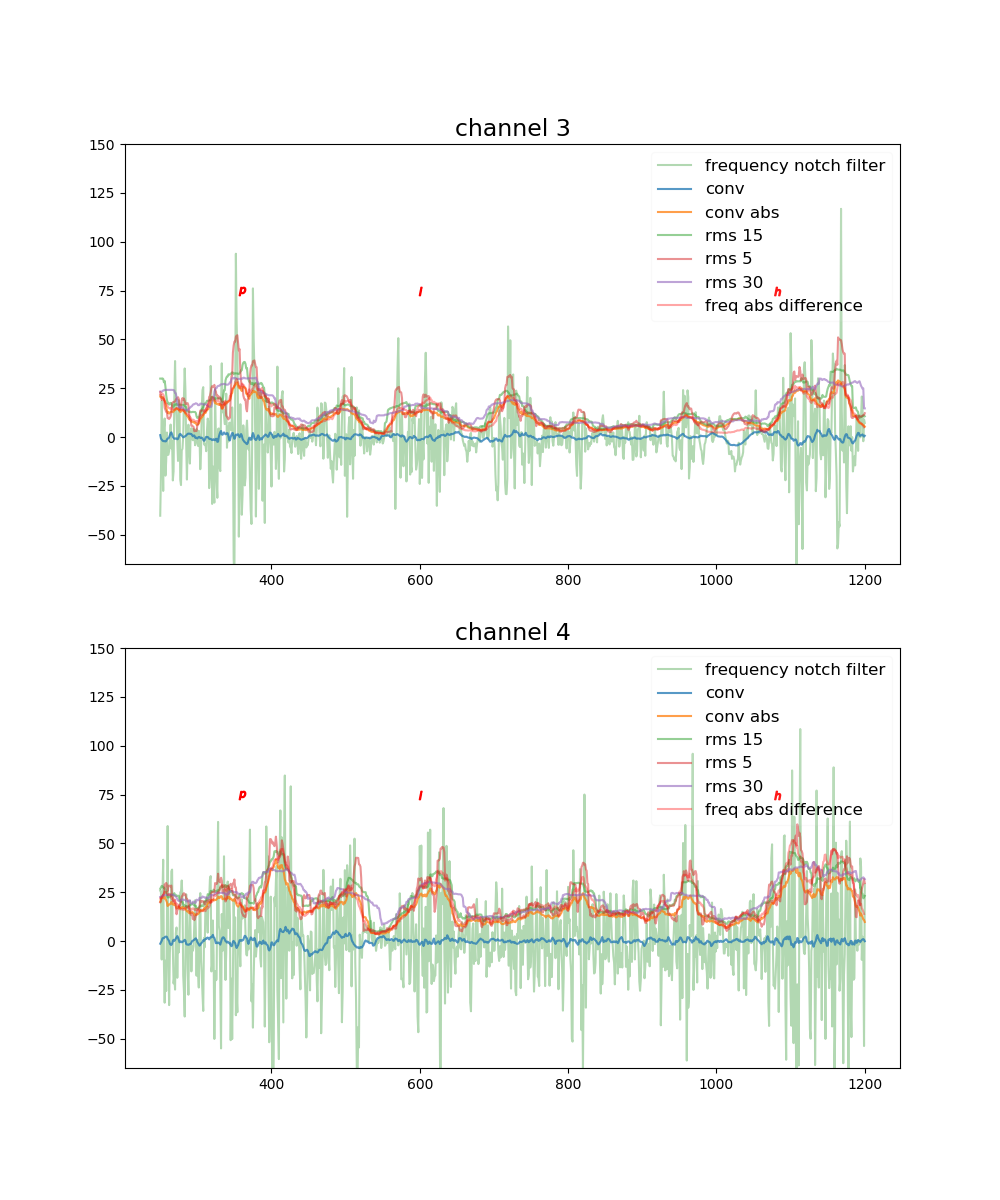 channel 3
150
125
100
75
50
25
0
−25
−50
frequency notch filter
conv
conv abs
rms 15
rms 5
rms 30
freq abs difference
p
l
h
400
600
800
1000
1200
channel 4
150
125
100
75
50
25
0
−25
−50
frequency notch filter
conv
conv abs
rms 15
rms 5
rms 30
freq abs difference
p
l
h
400
600
800
1000
1200